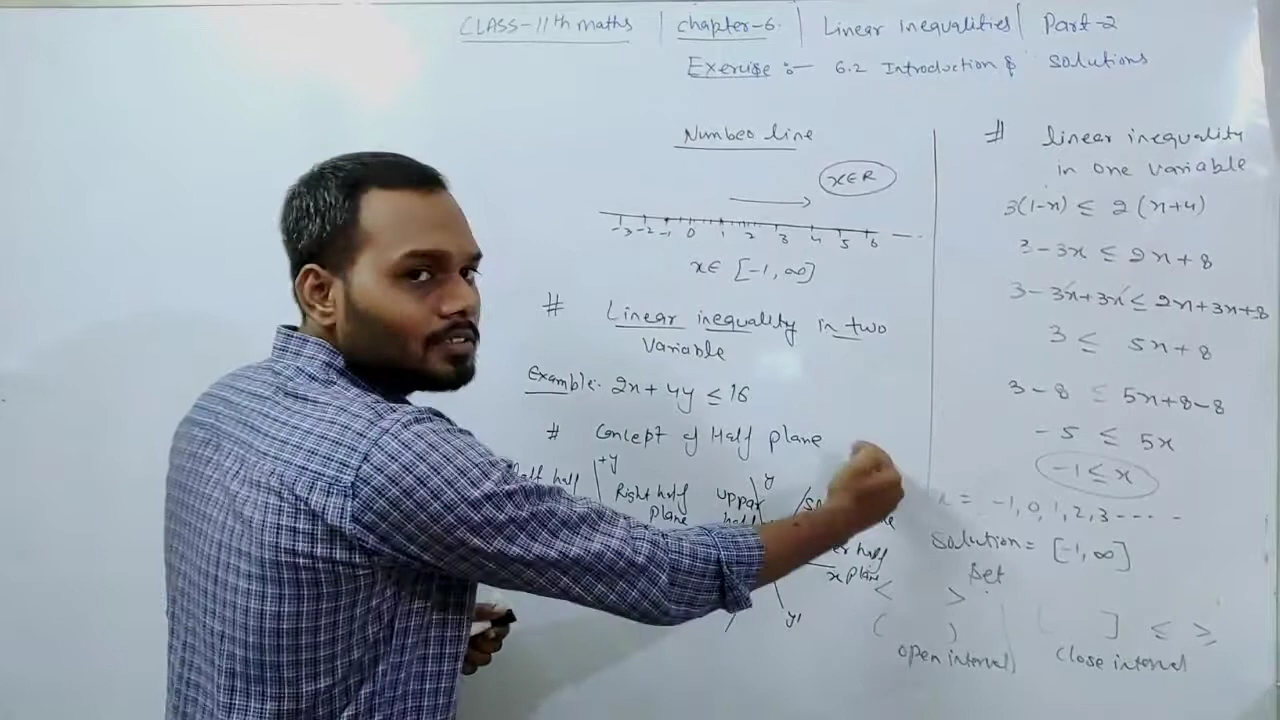 CLASS-11th maths | chapter-6. | Linear Inequalities | Part-2
Exercise :- 6.2 Introduction & Solutions
Number line
x∈R
-3 -2 -1 0 1 2 3 4 5 6
x∈ [-1, ∞)
# Linear inequality in two
variable
Example:- 2x + 4y ≤ 16
# Concept of Half plane
half +y
Right half
plane
uppar
half
y
half
x plane
y1
# linear inequality
in one variable
3(1-x) ≤ 2(x+4)
3-3x ≤ 2x+8
3-3x+3x ≤ 2x+3x+8
3 ≤ 5x+8
3-8 ≤ 5x+8-8
-5 ≤ 5x
-1 ≤ x
= -1, 0, 1, 2, 3 - - - - -
Solution = [-1, ∞]
Set
< >
( ) ] ≤ ≥
open interval close interval